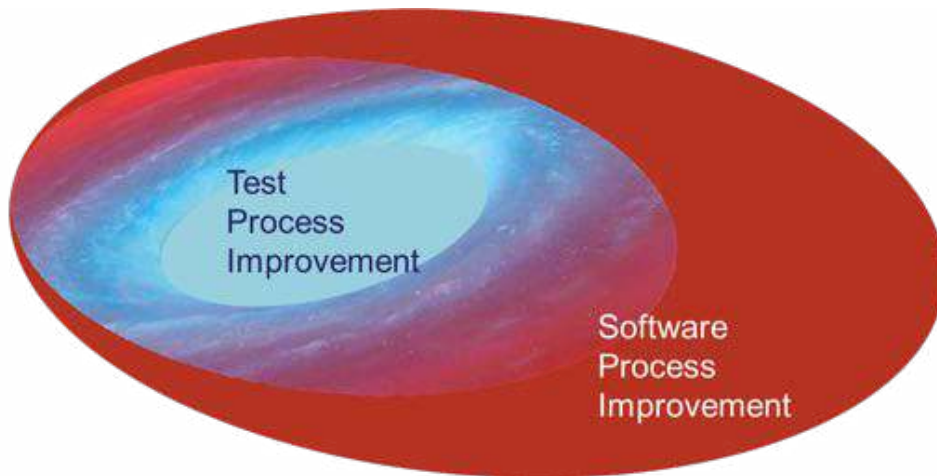 Test
Process
Improvement
Software
Process
Improvement